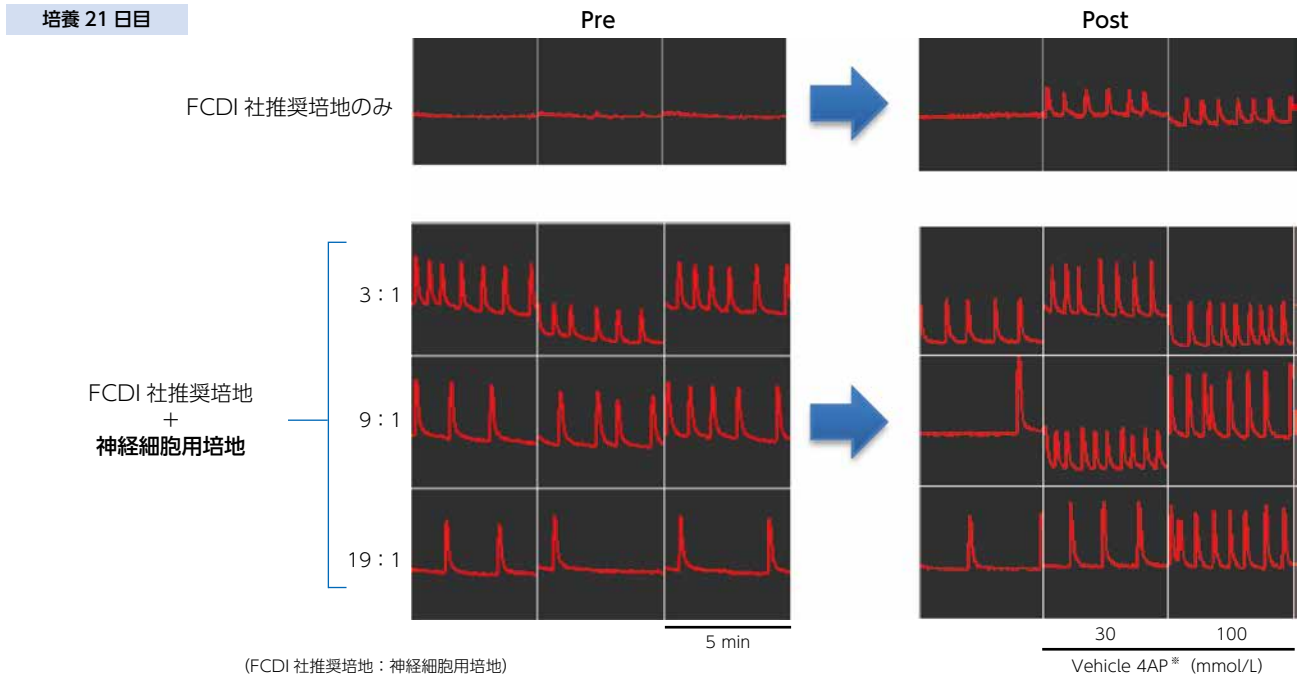 培養 21 日目
Pre
Post
FCDI 社推奨培地のみ
3：1
FCDI 社推奨培地
+
神経細胞用培地
9：1
19：1
5 min
30
100
(FCDI 社推奨培地：神経細胞用培地)
Vehicle 4AP※ (mmol/L)